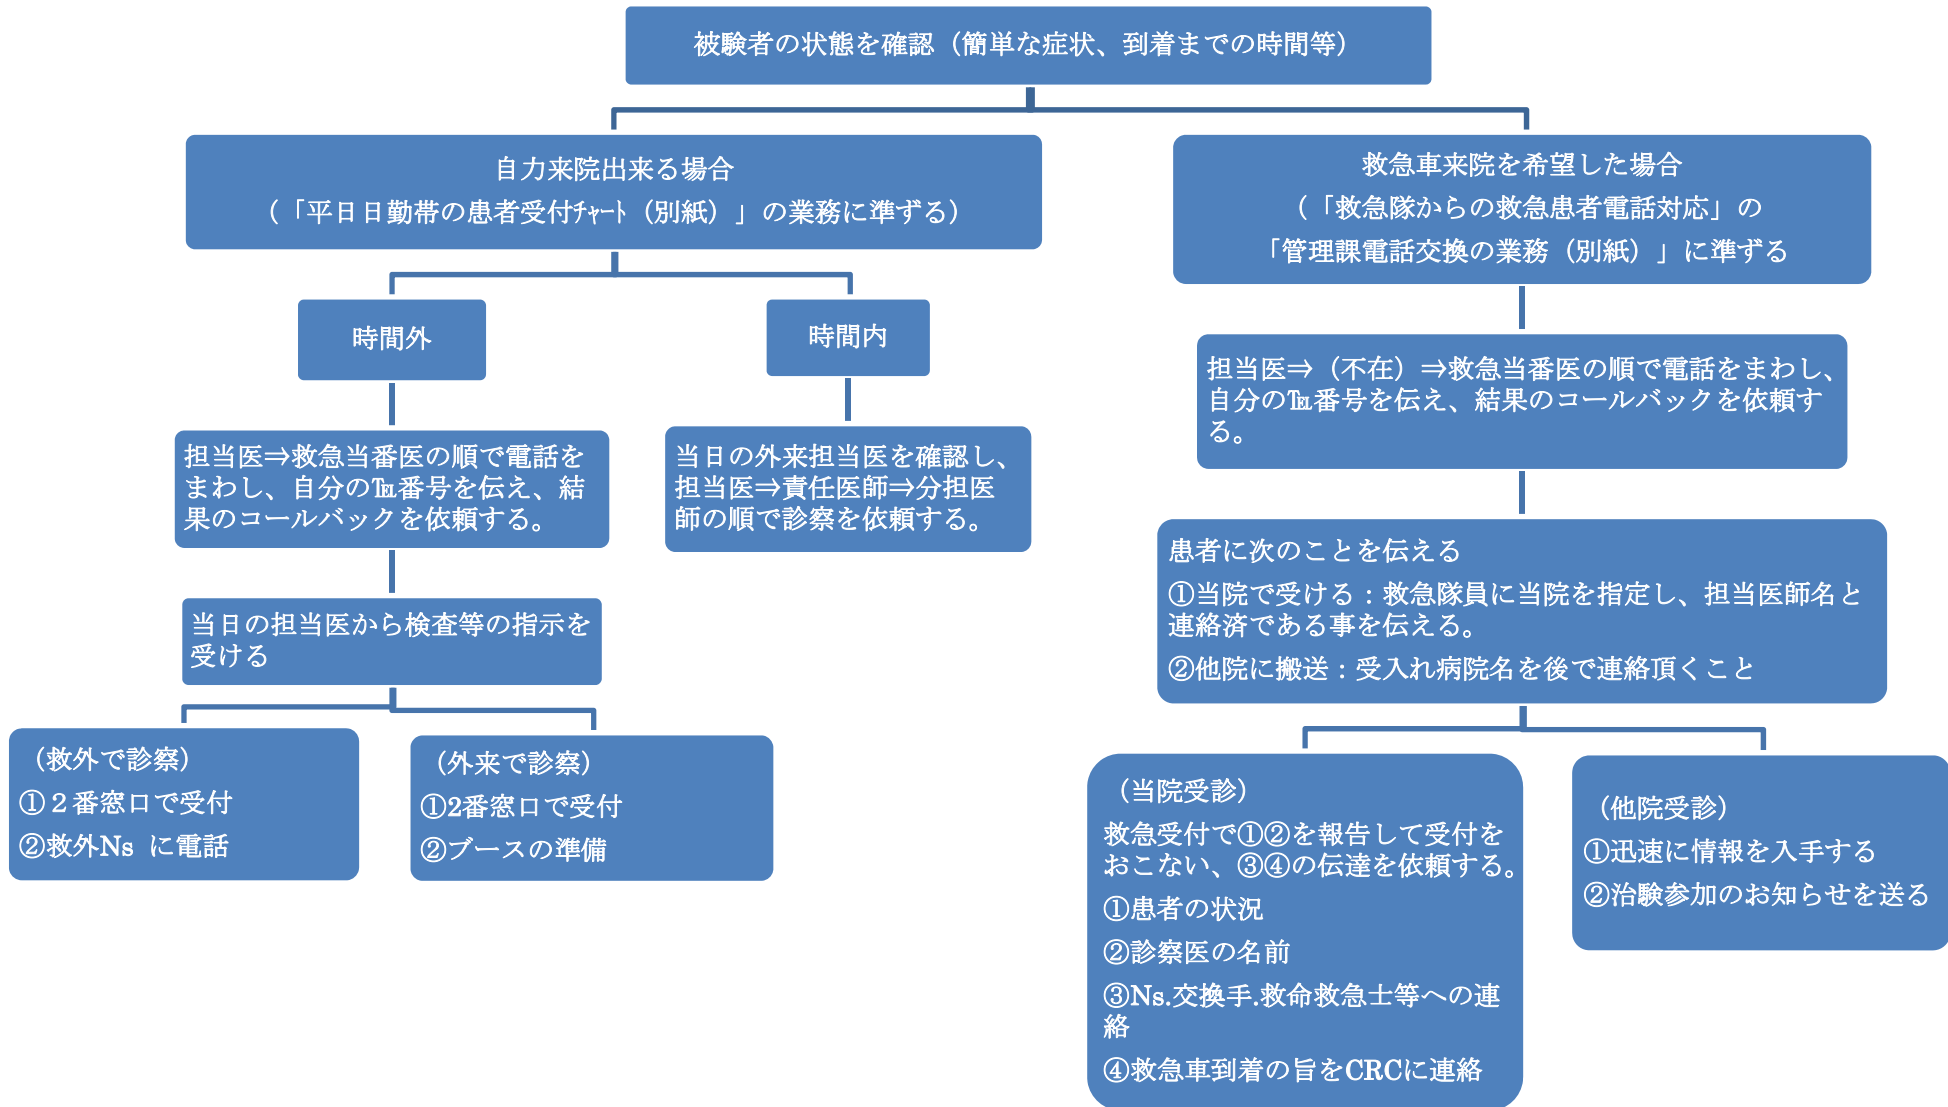 被験者の状態を確認（簡単な症状、到着までの時間等）
自力来院出来る場合
（「平日日勤帯の患者受付ﾁｬｰﾄ（別紙）」の業務に準ずる）
救急車来院を希望した場合
（「救急隊からの救急患者電話対応」の
「管理課電話交換の業務（別紙）」に準ずる
時間外
時間内
担当医⇒（不在）⇒救急当番医の順で電話をまわし、
自分の℡番号を伝え、結果のコールバックを依頼す
る。
担当医⇒救急当番医の順で電話を
まわし、自分の℡番号を伝え、結
果のコールバックを依頼する。
当日の外来担当医を確認し、
担当医⇒責任医師⇒分担医
師の順で診察を依頼する。
患者に次のことを伝える
①当院で受ける：救急隊員に当院を指定し、担当医師名と
連絡済である事を伝える。
②他院に搬送：受入れ病院名を後で連絡頂くこと
当日の担当医から検査等の指示を
受ける
（救外で診察）
①２番窓口で受付
②救外Ns に電話
（外来で診察）
①2番窓口で受付
②ブースの準備
（当院受診）
救急受付で①②を報告して受付を
おこない、③④の伝達を依頼する。
①患者の状況
②診察医の名前
③Ns.交換手.救命救急士等への連
絡
④救急車到着の旨をCRCに連絡
（他院受診）
①迅速に情報を入手する
②治験参加のお知らせを送る